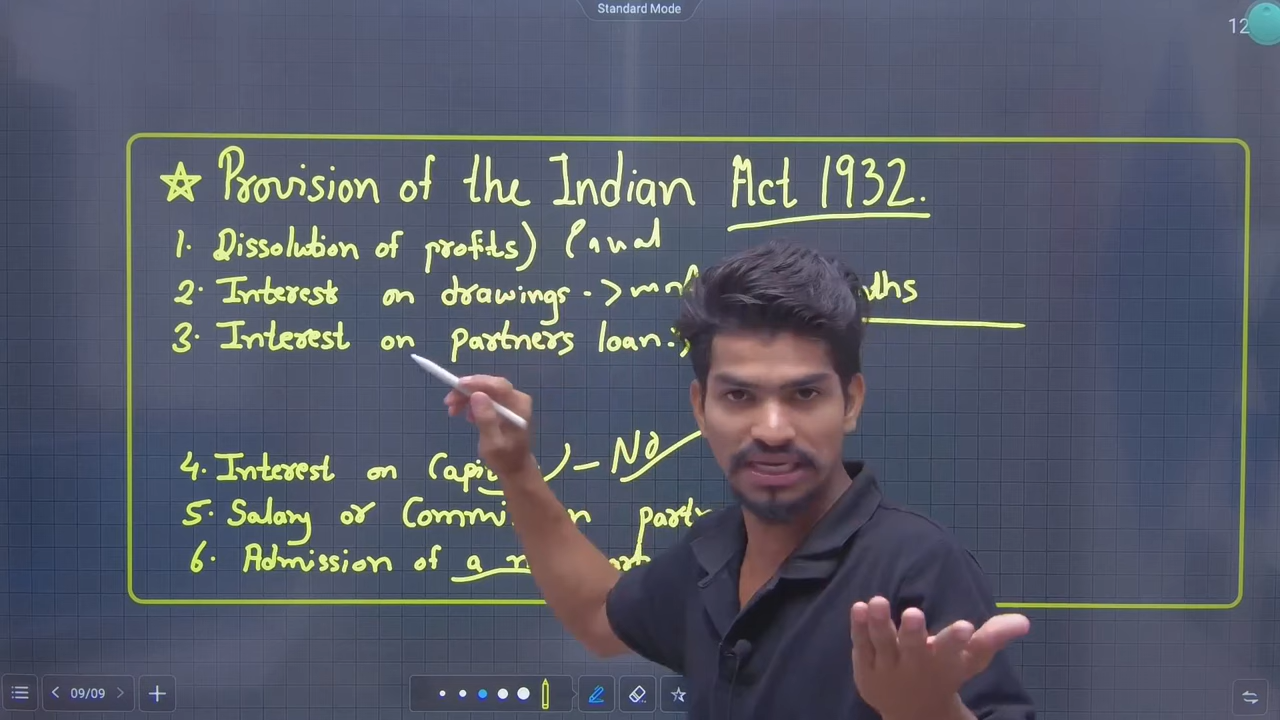 Standard Mode
12
☆ Provision of the Indian Act 1932.
1. Dissolution of profits)
2. Interest on drawings ->
3. Interest on partners loan:
4. Interest on - No
5. Salary or
6. Admission of a
09/09